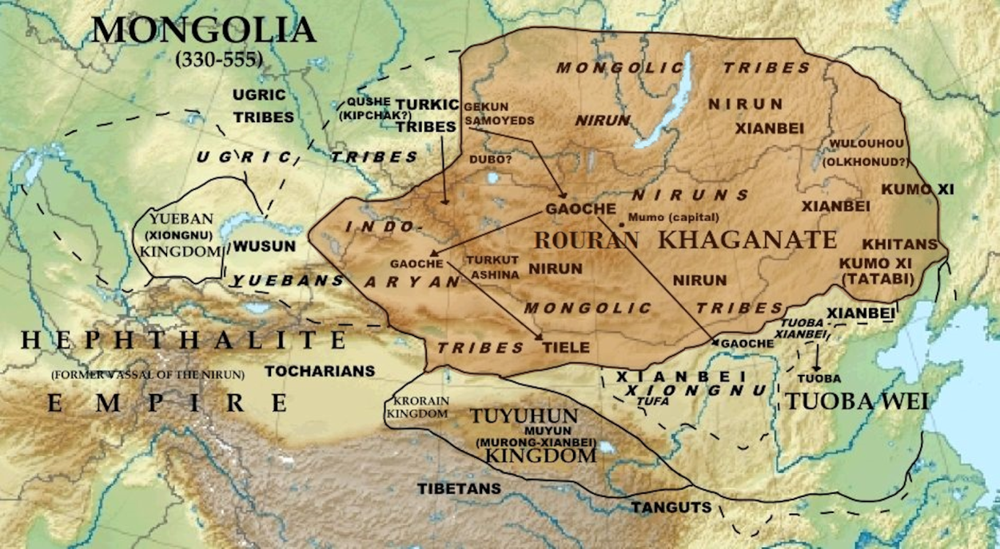 MONGOLIA
(330-555)
MONGOLIC TRIBES
UGRIC
TRIBES
QUSHE
(KIPCHAK?)
TURKIC
TRIBES
GEKUN
SAMOYEDS
NIRUN
NIRUN
XIANBEI
UGRIC TRIBES
DUBO?
WULOUHOU
(OLKHONUD?)
KUMO XI
NIRUNS
XIANBEI
GAOCHE
Mumo (capital)
YUEBAN
(XIONGNU)
KINGDOM
WUSUN
INDO-
ARYAN
TRIBES
ROURAN KHAGANATE
KHITANS
KUMO XI
(TATABI)
GAOCHE
TURKUT
ASHINA
NIRUN
NIRUN
YUEBANS
MONGOLIC TRIBES
XIANBEI
TUOBA -
XIANBEI
HEPHTHALITE
(FORMER VASSAL OF THE NIRUN)
EMPIRE
TIELE
GAOCHE
TOCHARIANS
XIANBEI
XIONGNU
TUFA
TUOBA
TUOBA WEI
KRORAIN
KINGDOM
TUYUHUN
MUYUN
(MURONG-XIANBEI)
KINGDOM
TIBETANS
TANGUTS